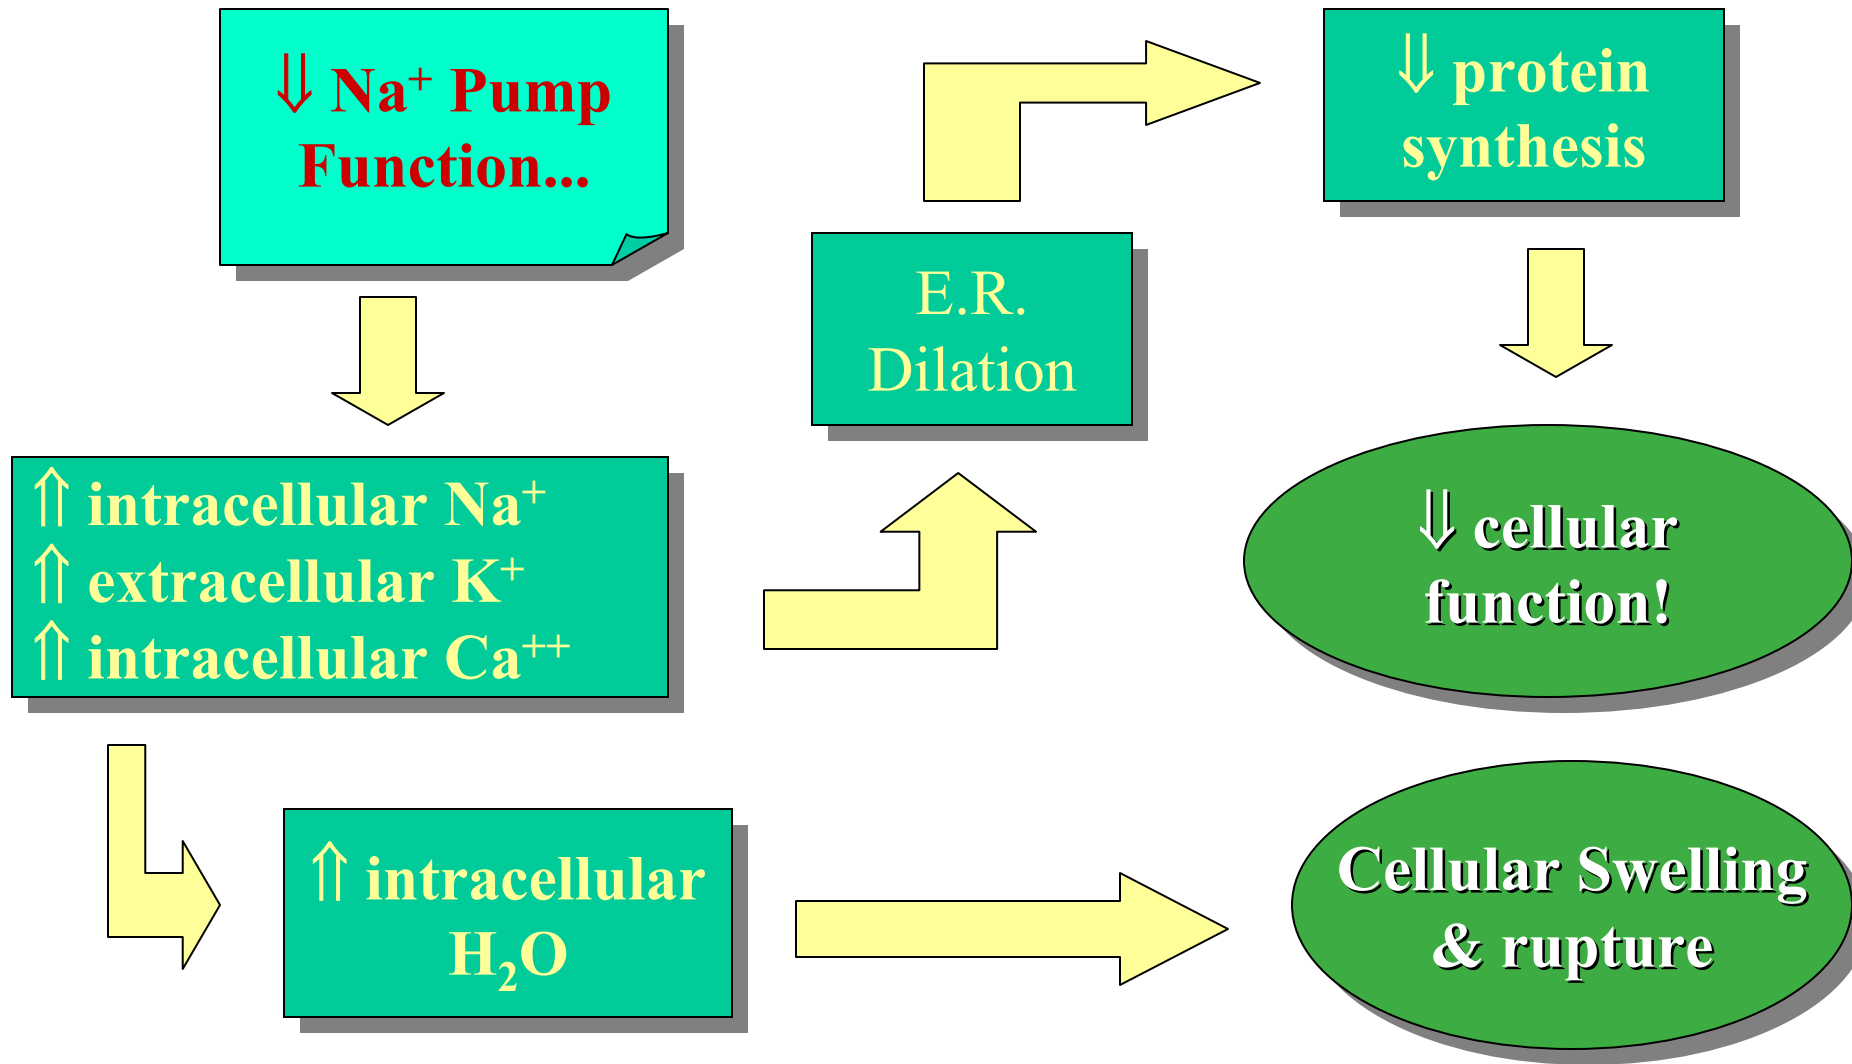 ⇓ Na⁺ Pump
Function...
⇑ intracellular Na⁺
⇑ extracellular K⁺
⇑ intracellular Ca⁺⁺
E.R.
Dilation
⇓ protein
synthesis
⇓ cellular
function!
⇑ intracellular
H₂O
Cellular Swelling
& rupture